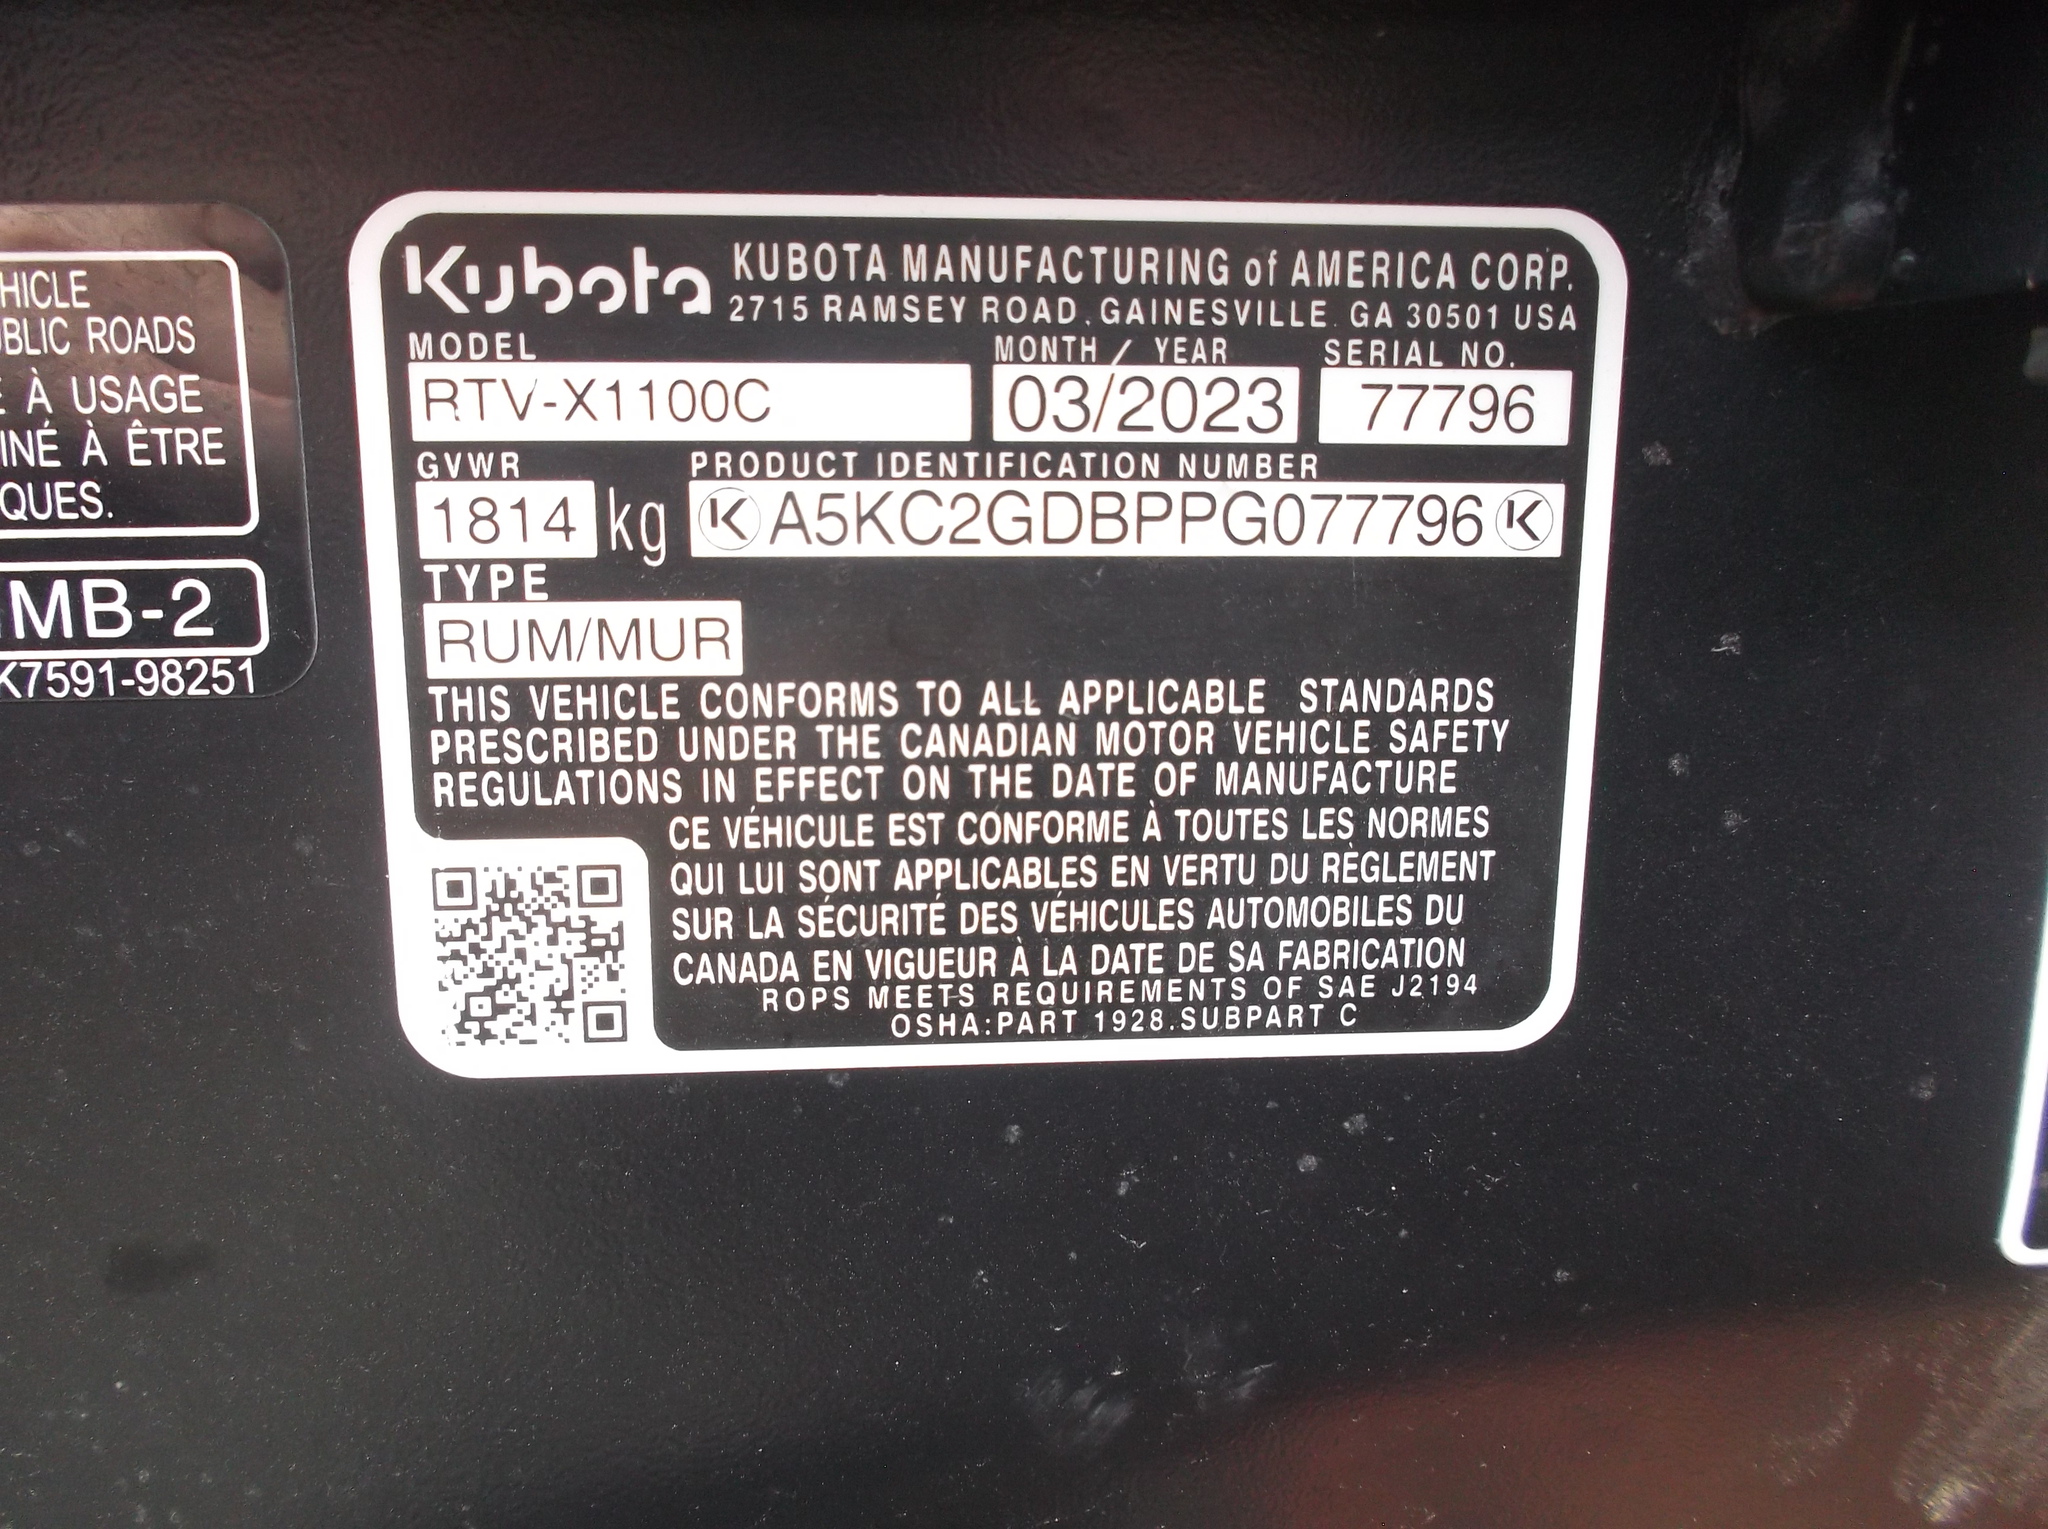 HICLE
BLIC ROADS
À USAGE
INÉ À ÊTRE
QUES.
MB-2
K7591-98251
Kubota
KUBOTA MANUFACTURING of AMERICA CORP.
2715 RAMSEY ROAD, GAINESVILLE. GA 30501 USA
MODEL MONTH / YEAR SERIAL NO.
RTV-X1100C 03/2023 77796
GVWR PRODUCT IDENTIFICATION NUMBER
1814 kg K A5KC2GDBPPG077796 K
TYPE
RUM/MUR
THIS VEHICLE CONFORMS TO ALL APPLICABLE STANDARDS
PRESCRIBED UNDER THE CANADIAN MOTOR VEHICLE SAFETY
REGULATIONS IN EFFECT ON THE DATE OF MANUFACTURE
CE VÉHICULE EST CONFORME À TOUTES LES NORMES
QUI LUI SONT APPLICABLES EN VERTU DU RÈGLEMENT
SUR LA SÉCURITÉ DES VÉHICULES AUTOMOBILES DU
CANADA EN VIGUEUR À LA DATE DE SA FABRICATION
ROPS MEETS REQUIREMENTS OF SAE J2194
OSHA:PART 1928.SUBPART C